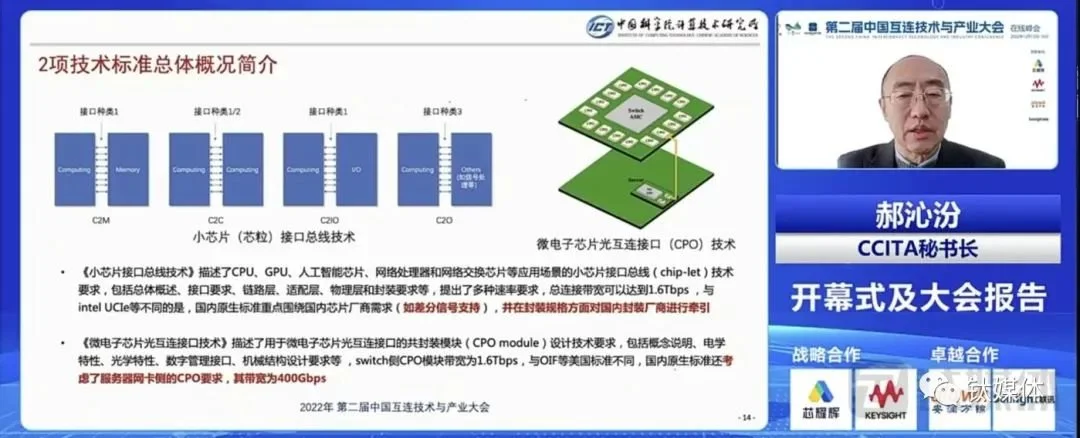 ICT 中国科学院计算技术研究所
INSTITUTE OF COMPUTING TECHNOLOGY, CHINESE ACADEMY OF SCIENCES
2项技术标准总体概况简介
接口种类1
接口种类1/2
接口种类1
接口种类3
Computing
Memory
Computing
Computing
Computing
I/O
Computing
Others
(如信号处
理等)
C2M
C2C
C2IO
C2O
小芯片（芯粒）接口总线技术
Switch
ASIC
Server
微电子芯片光互连接口（CPO）技术
• 《小芯片接口总线技术》描述了CPU、GPU、人工智能芯片、网络处理器和网络交换芯片等应用场景的小芯片接口总线（chip-let）技术
要求，包括总体概述、接口要求、链路层、适配层、物理层和封装要求等，提出了多种速率要求，总连接带宽可以达到1.6Tbps ，与
intel UCIe等不同的是，国内原生标准重点围绕国内芯片厂商需求（如差分信号支持），并在封装规格方面对国内封装厂商进行牵引
• 《微电子芯片光互连接口技术》描述了用于微电子芯片光互连接口的共封装模块（CPO module）设计技术要求，包括概念说明、电学
特性、光学特性、数字管理接口、机械结构设计要求等 ，switch侧CPO模块带宽为1.6Tbps，与OIF等美国标准不同，国内原生标准还考
虑了服务器网卡侧的CPO要求，其带宽为400Gbps
2022年 第二届中国互连技术与产业大会
- 14 -
第二届中国互连技术与产业大会 在线峰会
THE SECOND CHINA INTERCONNECT TECHNOLOGY AND INDUSTRY CONFERENCE
郝沁汾
CCITA秘书长
开幕式及大会报告
战略合作
卓越合作
芯耀辉
KEYSIGHT
钛媒体